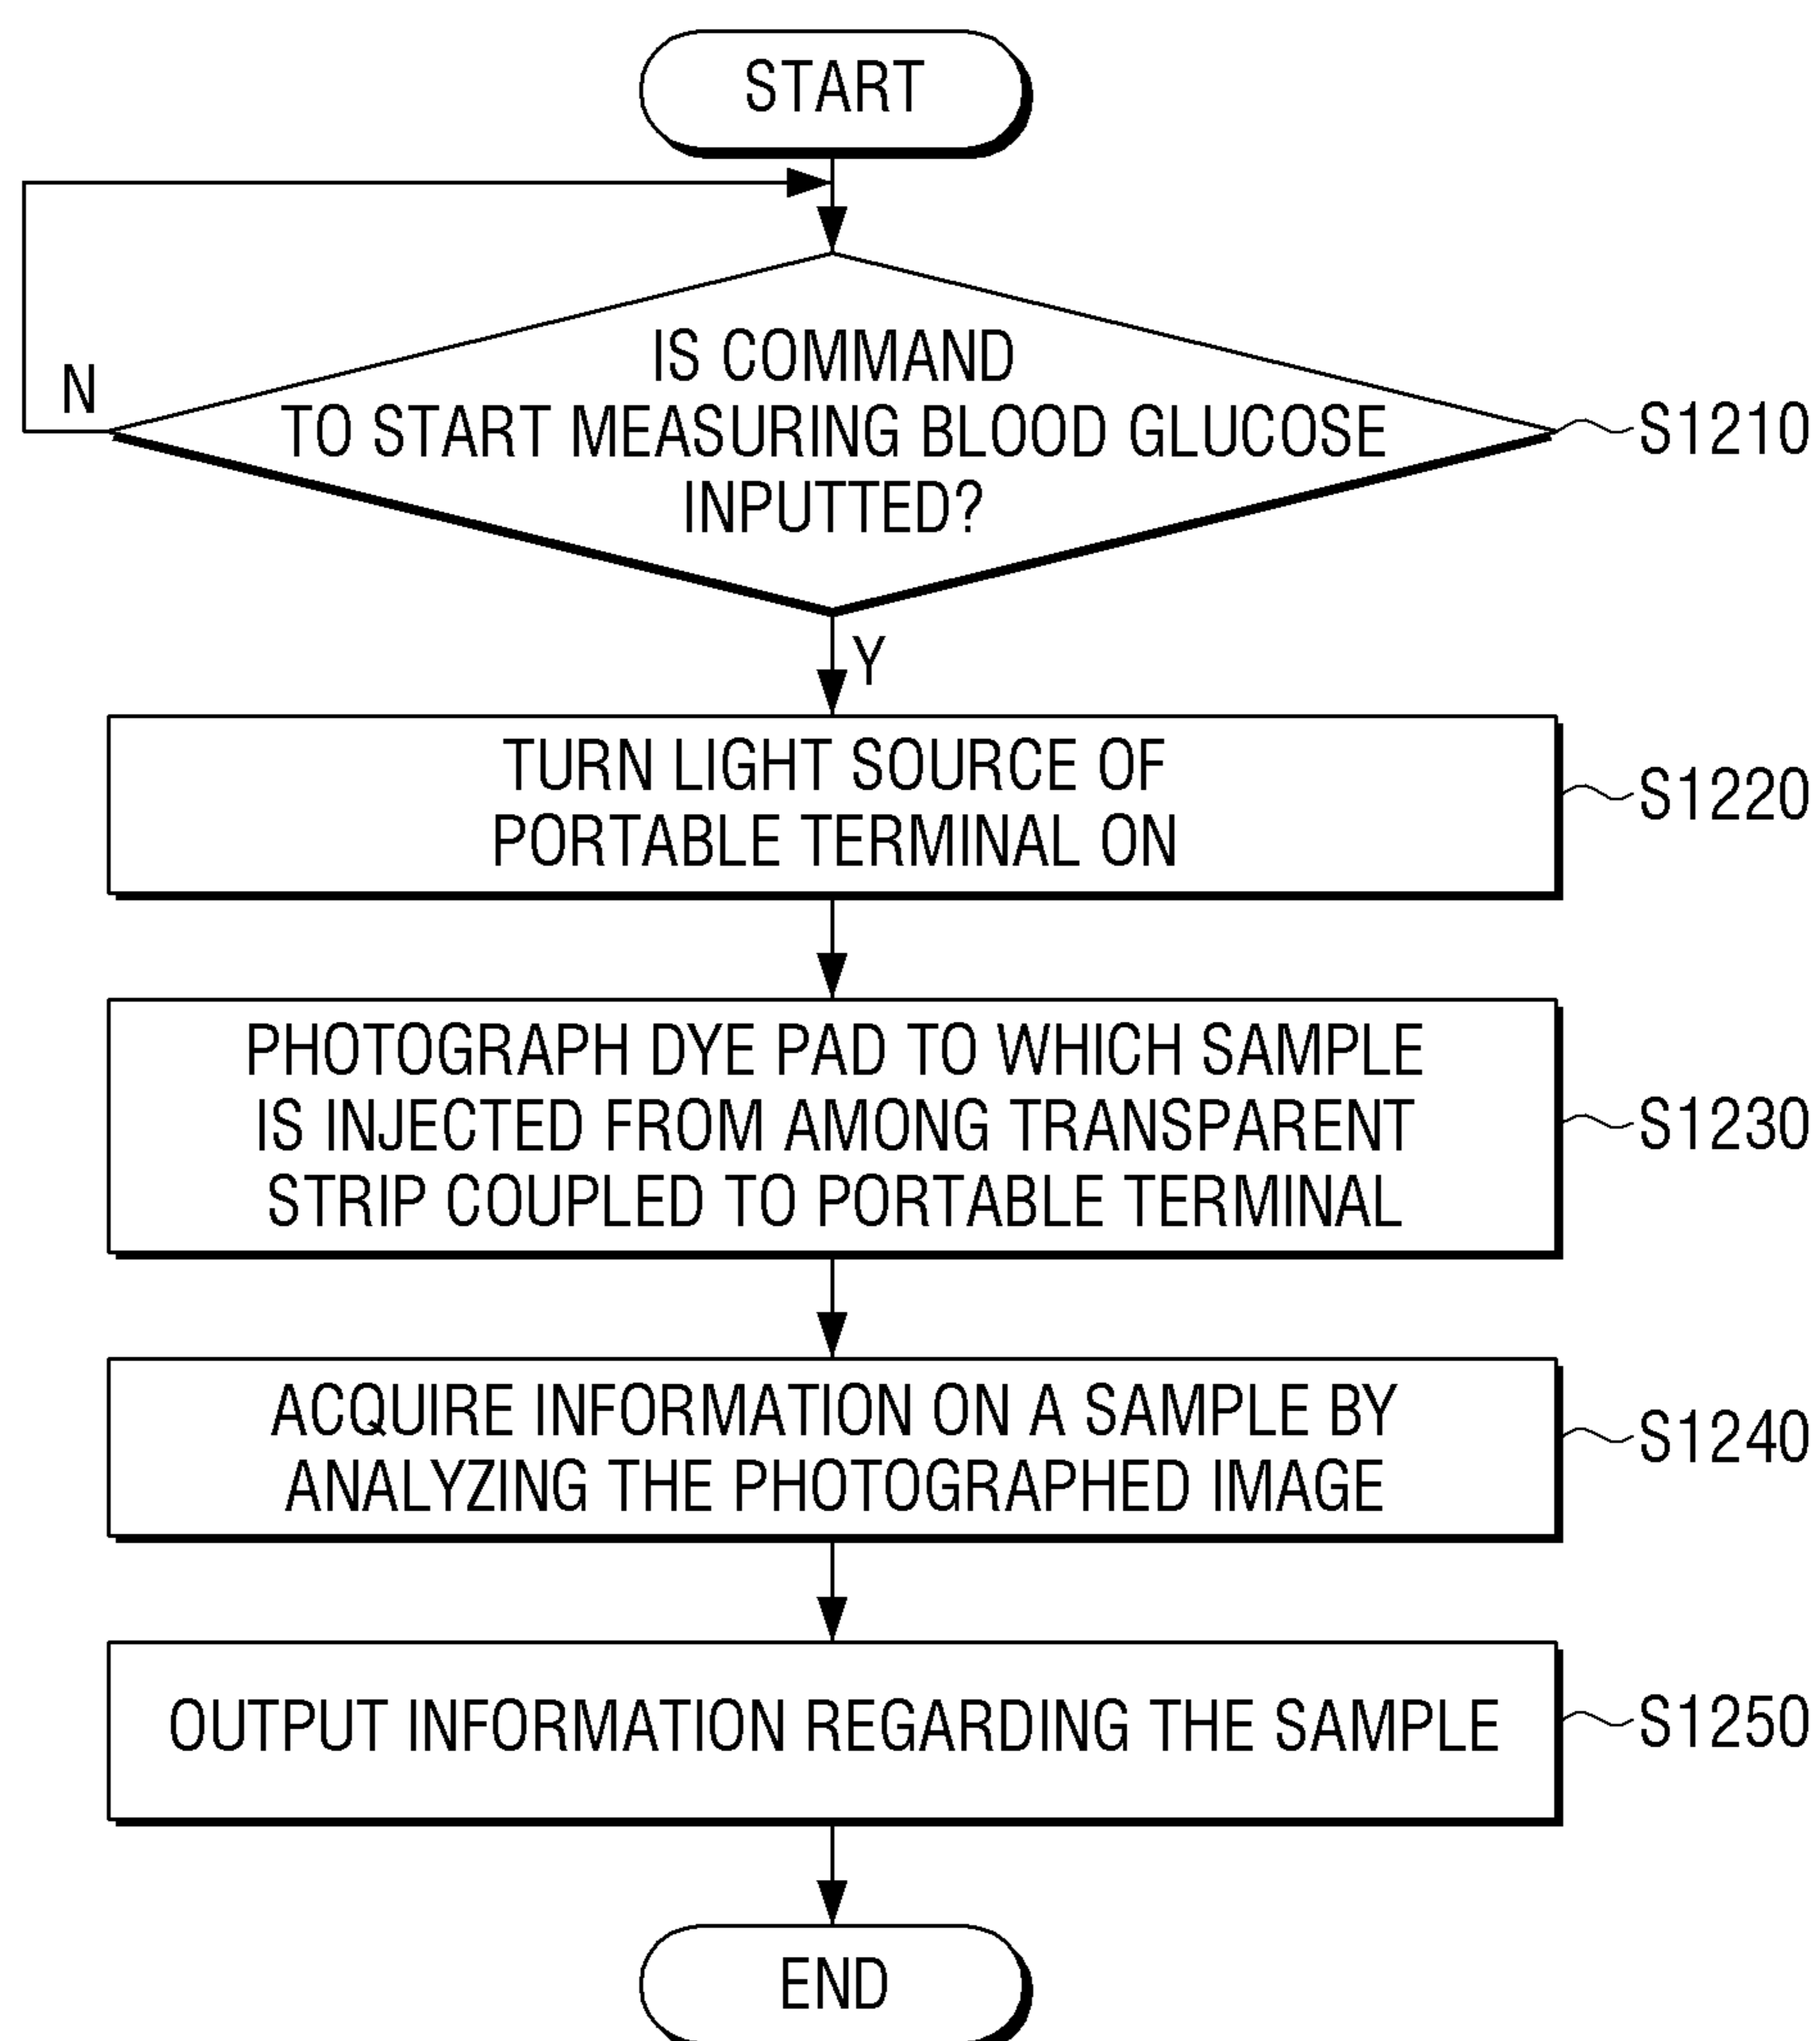 START
IS COMMAND
N
TO START MEASURING BLOOD GLUCOSE
S1210
INPUTTED?
Y
TURN LIGHT SOURCE OF
PORTABLE TERMINAL ON
S1220
PHOTOGRAPH DYE PAD TO WHICH SAMPLE
IS INJECTED FROM AMONG TRANSPARENT
STRIP COUPLED TO PORTABLE TERMINAL
S1230
ACQUIRE INFORMATION ON A SAMPLE BY
ANALYZING THE PHOTOGRAPHED IMAGE
S1240
OUTPUT INFORMATION REGARDING THE SAMPLE
S1250
END